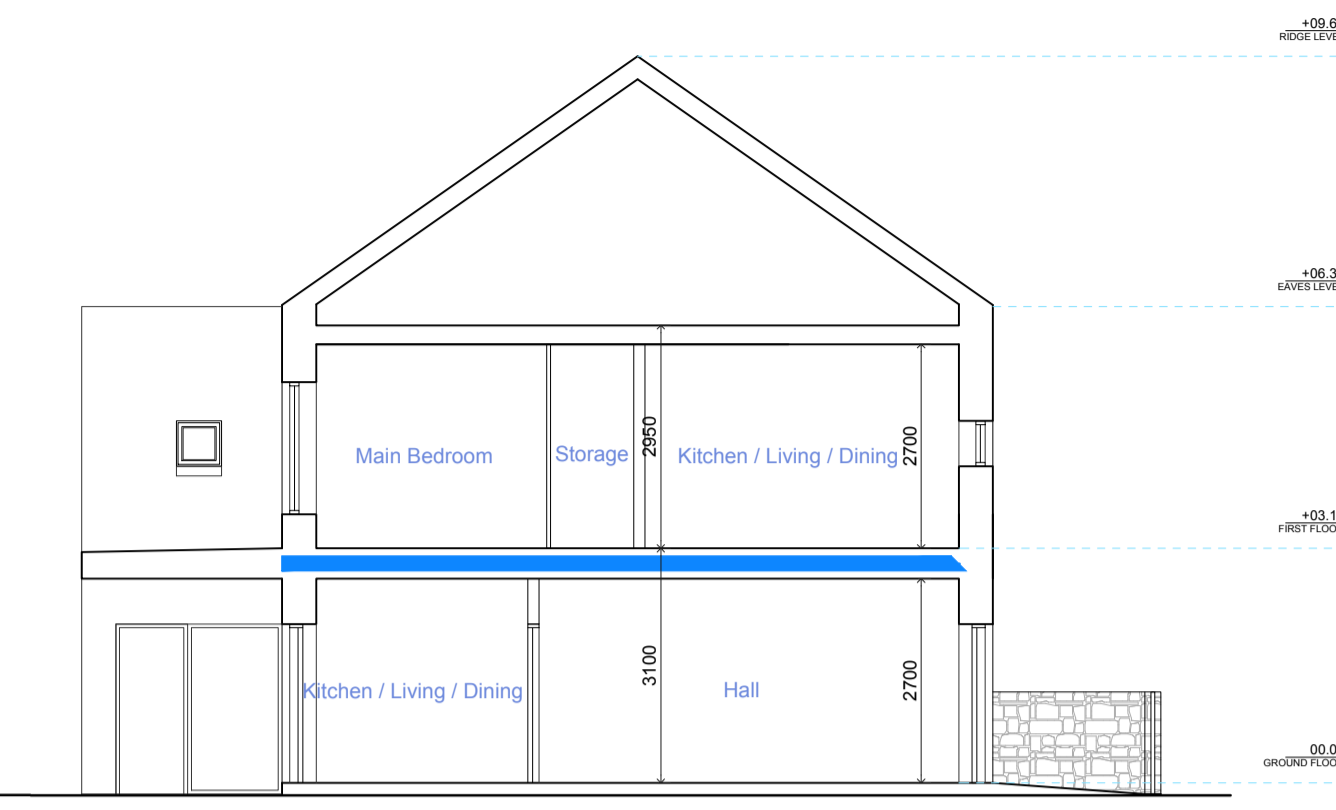 +09.6
RIDGE LEVE
+06.3
EAVES LEVE
2950
Main Bedroom
Storage
Kitchen / Living / Dining
2700
+03.1
FIRST FLOO
3100
Kitchen / Living / Dining
Hall
2700
00.0
GROUND FLOO